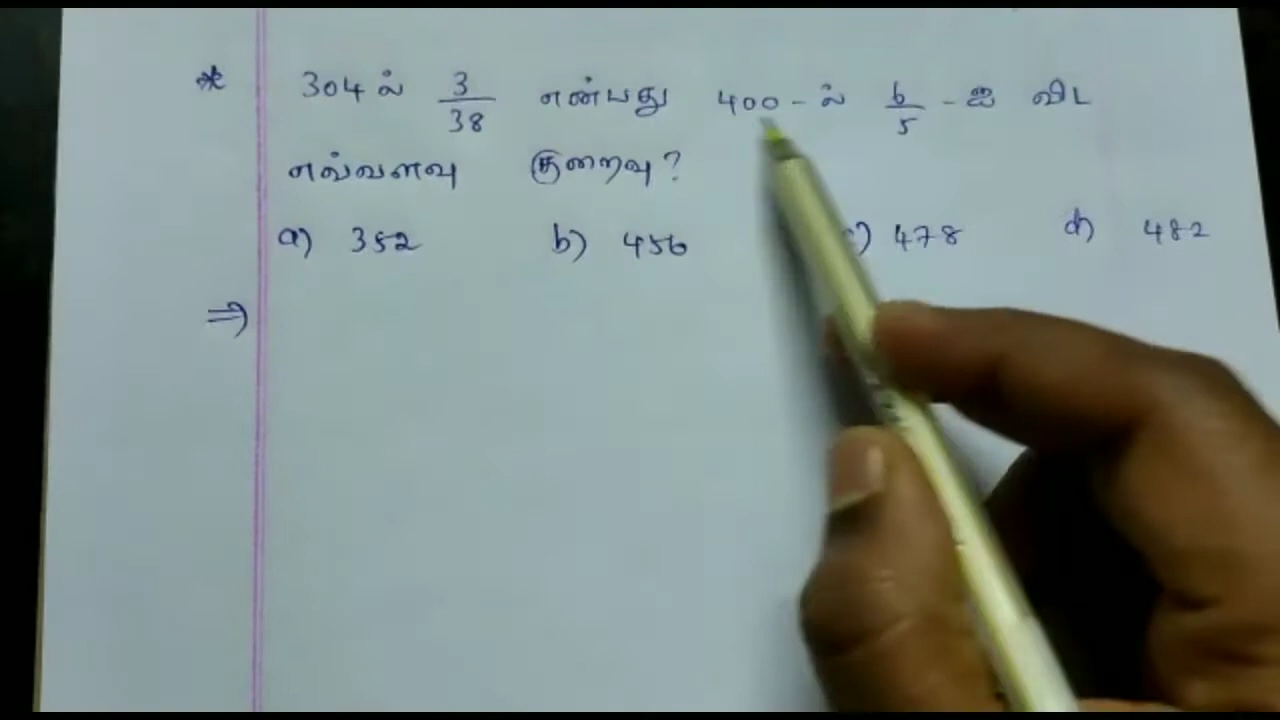 * 304ல் 3/38 என்பது 400-ல் 6/5-ஐ விட
எவ்வளவு குறைவு?
a) 352 b) 456 c) 478 d) 482
⇒